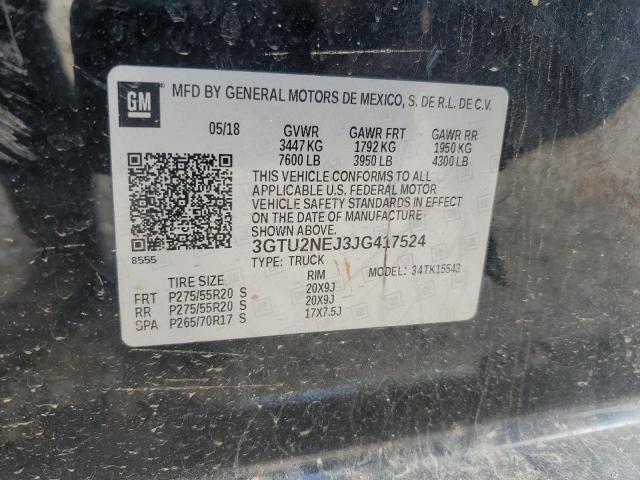 GM MFD BY GENERAL MOTORS DE MEXICO, S. DE R.L. DE C.V.
05/18 GVWR GAWR FRT GAWR RR
3447 KG 1792 KG 1950 KG
7600 LB 3950 LB 4300 LB
THIS VEHICLE CONFORMS TO ALL
APPLICABLE U.S. FEDERAL MOTOR
VEHICLE SAFETY STANDARDS IN EFFECT
ON THE DATE OF MANUFACTURE SHOWN ABOVE.
3GTU2NEJ3JG417524
8555 TYPE: TRUCK MODEL: 34TK15543
TIRE SIZE RIM
FRT P275/55R20 S 20X9J
RR P275/55R20 S 20X9J
SPA P265/70R17 S 17X7.5J